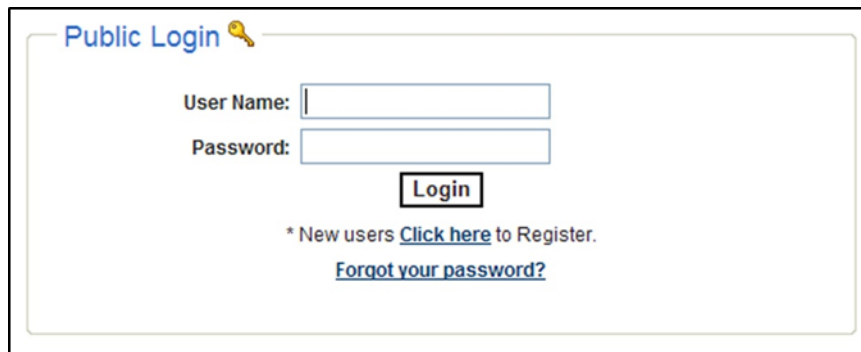 Public Login
User Name:
Password:
Login
* New users Click here to Register.
Forgot your password?